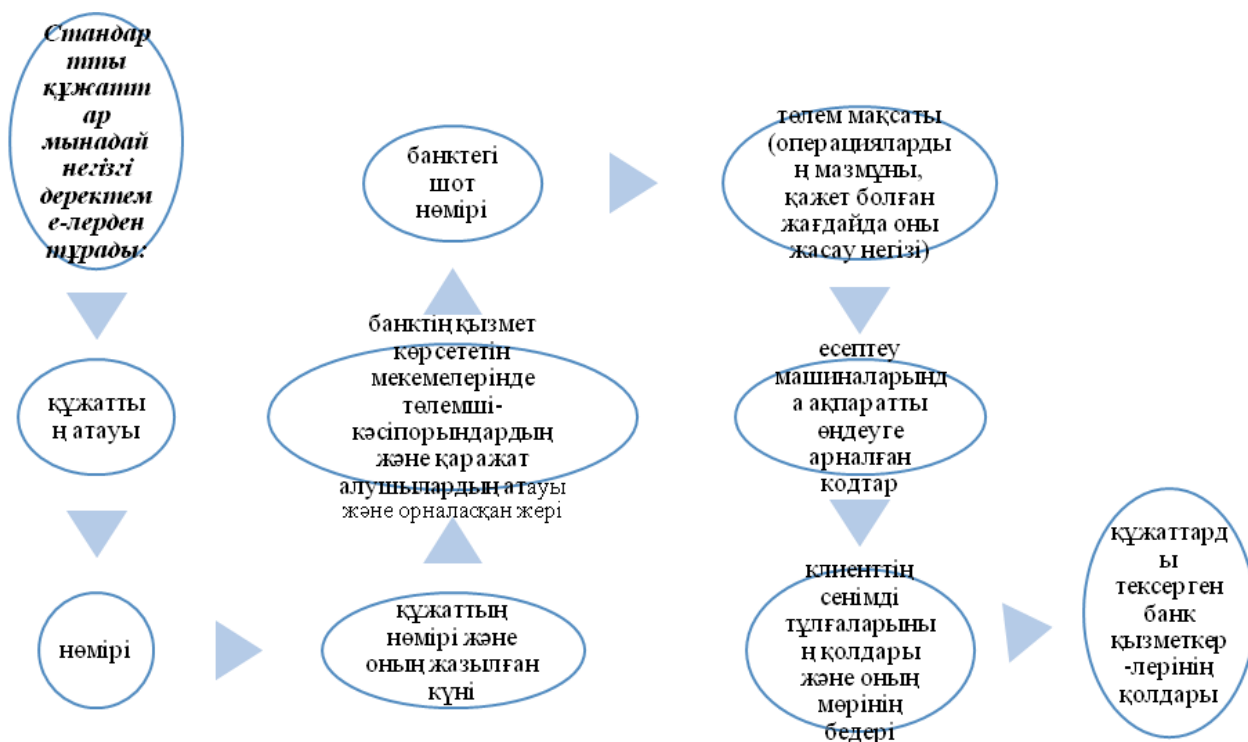 Стандар
тты
құжатт
ар
мынадай
негізгі
деректем
е-лерден
тұрады:
құжатты
ң атауы
нөмірі
құжаттың
нөмірі және
оның жазылған
күні
банктің қызмет
көрсететін
мекемелерінде
төлемші-
кәсіпорындардың
және қаражат
алушылардың атауы
және орналасқан жері
банктегі
шот
нөмірі
төлем мақсаты
(операцияларды
ң мазмұны,
қажет болған
жағдайда оны
жасау негізі)
есептеу
машиналарынд
а ақпаратты
өңдеуге
арналған
кодтар
клиенттің
сенімді
тұлғаларыны
ң қолдары
және оның
мөрінің
бедері
құжаттард
ы
тексерген
банк
қызметкер
-лерінің
қолдары